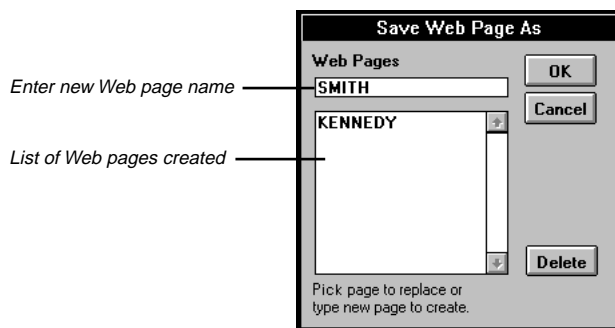 Save Web Page As
Web Pages
OK
Enter new Web page name
SMITH
Cancel
KENNEDY
List of Web pages created
Delete
Pick page to replace or
type new page to create.